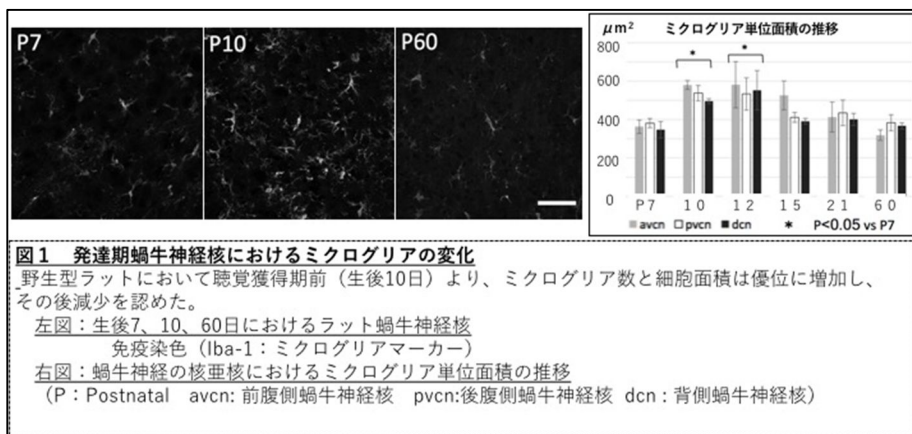 P7
P10
P60
μm²
ミクログリア単位面積の推移
800
600
400
200
0
*
*
P7 10 12 15 21 60
avcn pvcn dcn * P<0.05 vs P7
図1 発達期蝸牛神経核におけるミクログリアの変化
野生型ラットにおいて聴覚獲得期前（生後10日）より、ミクログリア数と細胞面積は優位に増加し、
その後減少を認めた。
左図：生後7、10、60日におけるラット蝸牛神経核
免疫染色（Iba-1：ミクログリアマーカー）
右図：蝸牛神経の核亜核におけるミクログリア単位面積の推移
（P：Postnatal avcn: 前腹側蝸牛神経核 pvcn:後腹側蝸牛神経核 dcn : 背側蝸牛神経核）